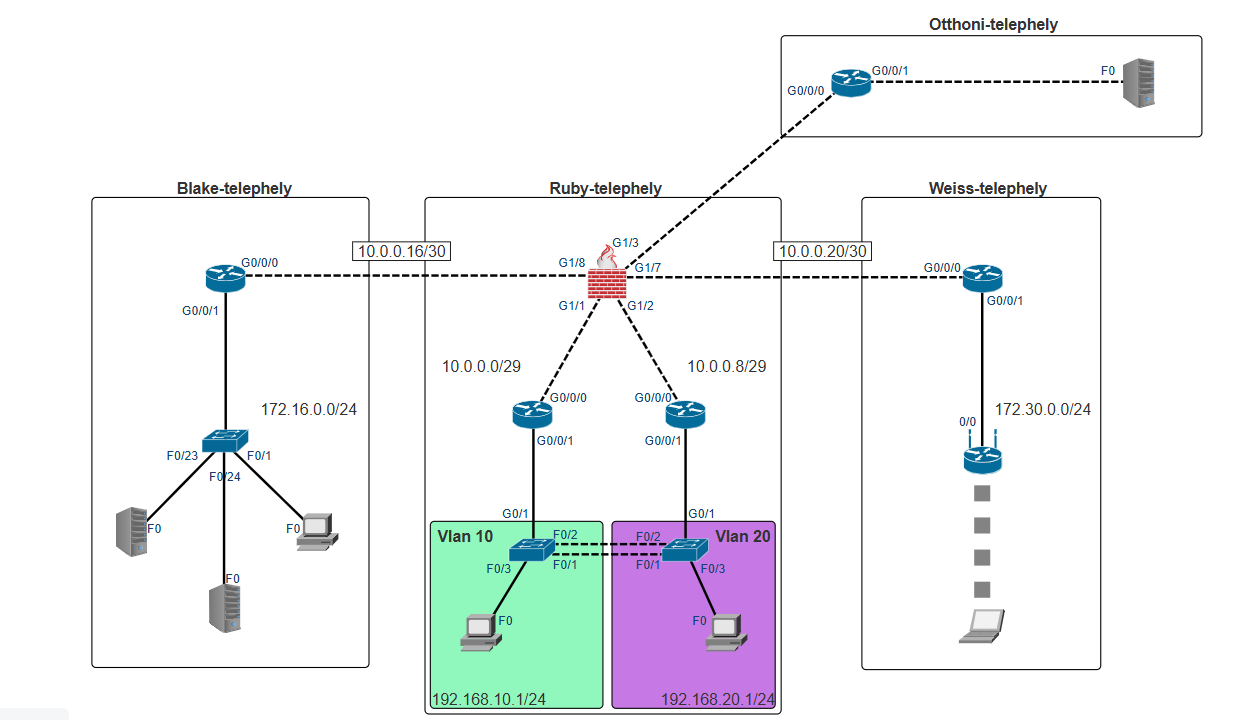 Otthoni-telephely
G0/0/1
F0
G0/0/0
Blake-telephely
Ruby-telephely
Weiss-telephely
10.0.0.16/30
G1/3
10.0.0.20/30
G0/0/0
G1/8
G1/7
G0/0/0
G0/0/1
G1/1
G1/2
G0/0/1
10.0.0.0/29
10.0.0.8/29
G0/0/0
G0/0/0
172.16.0.0/24
172.30.0.0/24
0/0
G0/0/1
G0/0/1
F0/23
F0/1
F0/24
G0/1
G0/1
F0
F0
Vlan 10
F0/2
F0/2
Vlan 20
F0/1
F0/1
F0/3
F0/3
F0
F0
F0
192.168.10.1/24
192.168.20.1/24